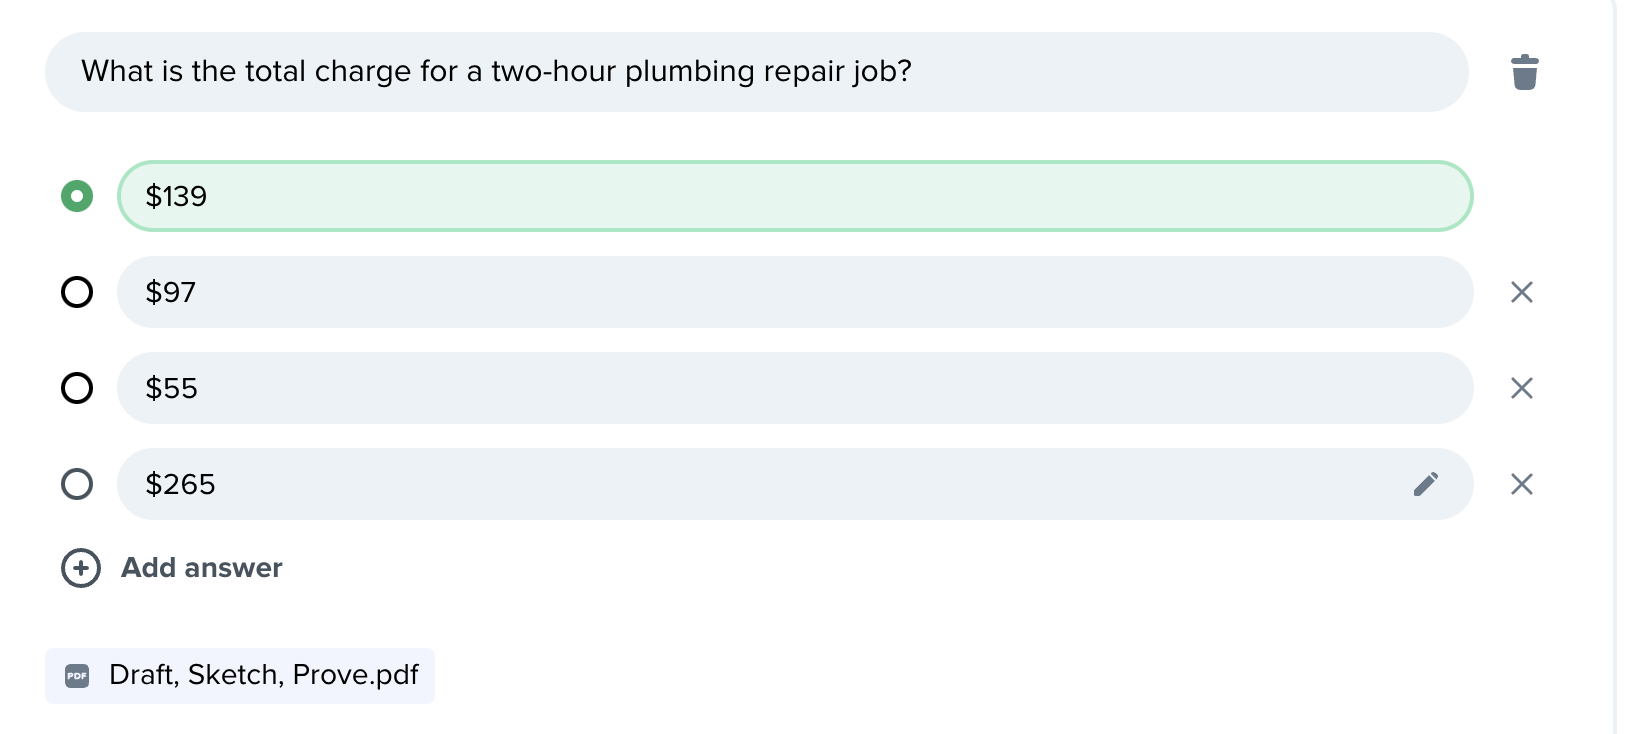 What is the total charge for a two-hour plumbing repair job?
$139
$97
$55
$265
Add answer
PDF Draft, Sketch, Prove.pdf